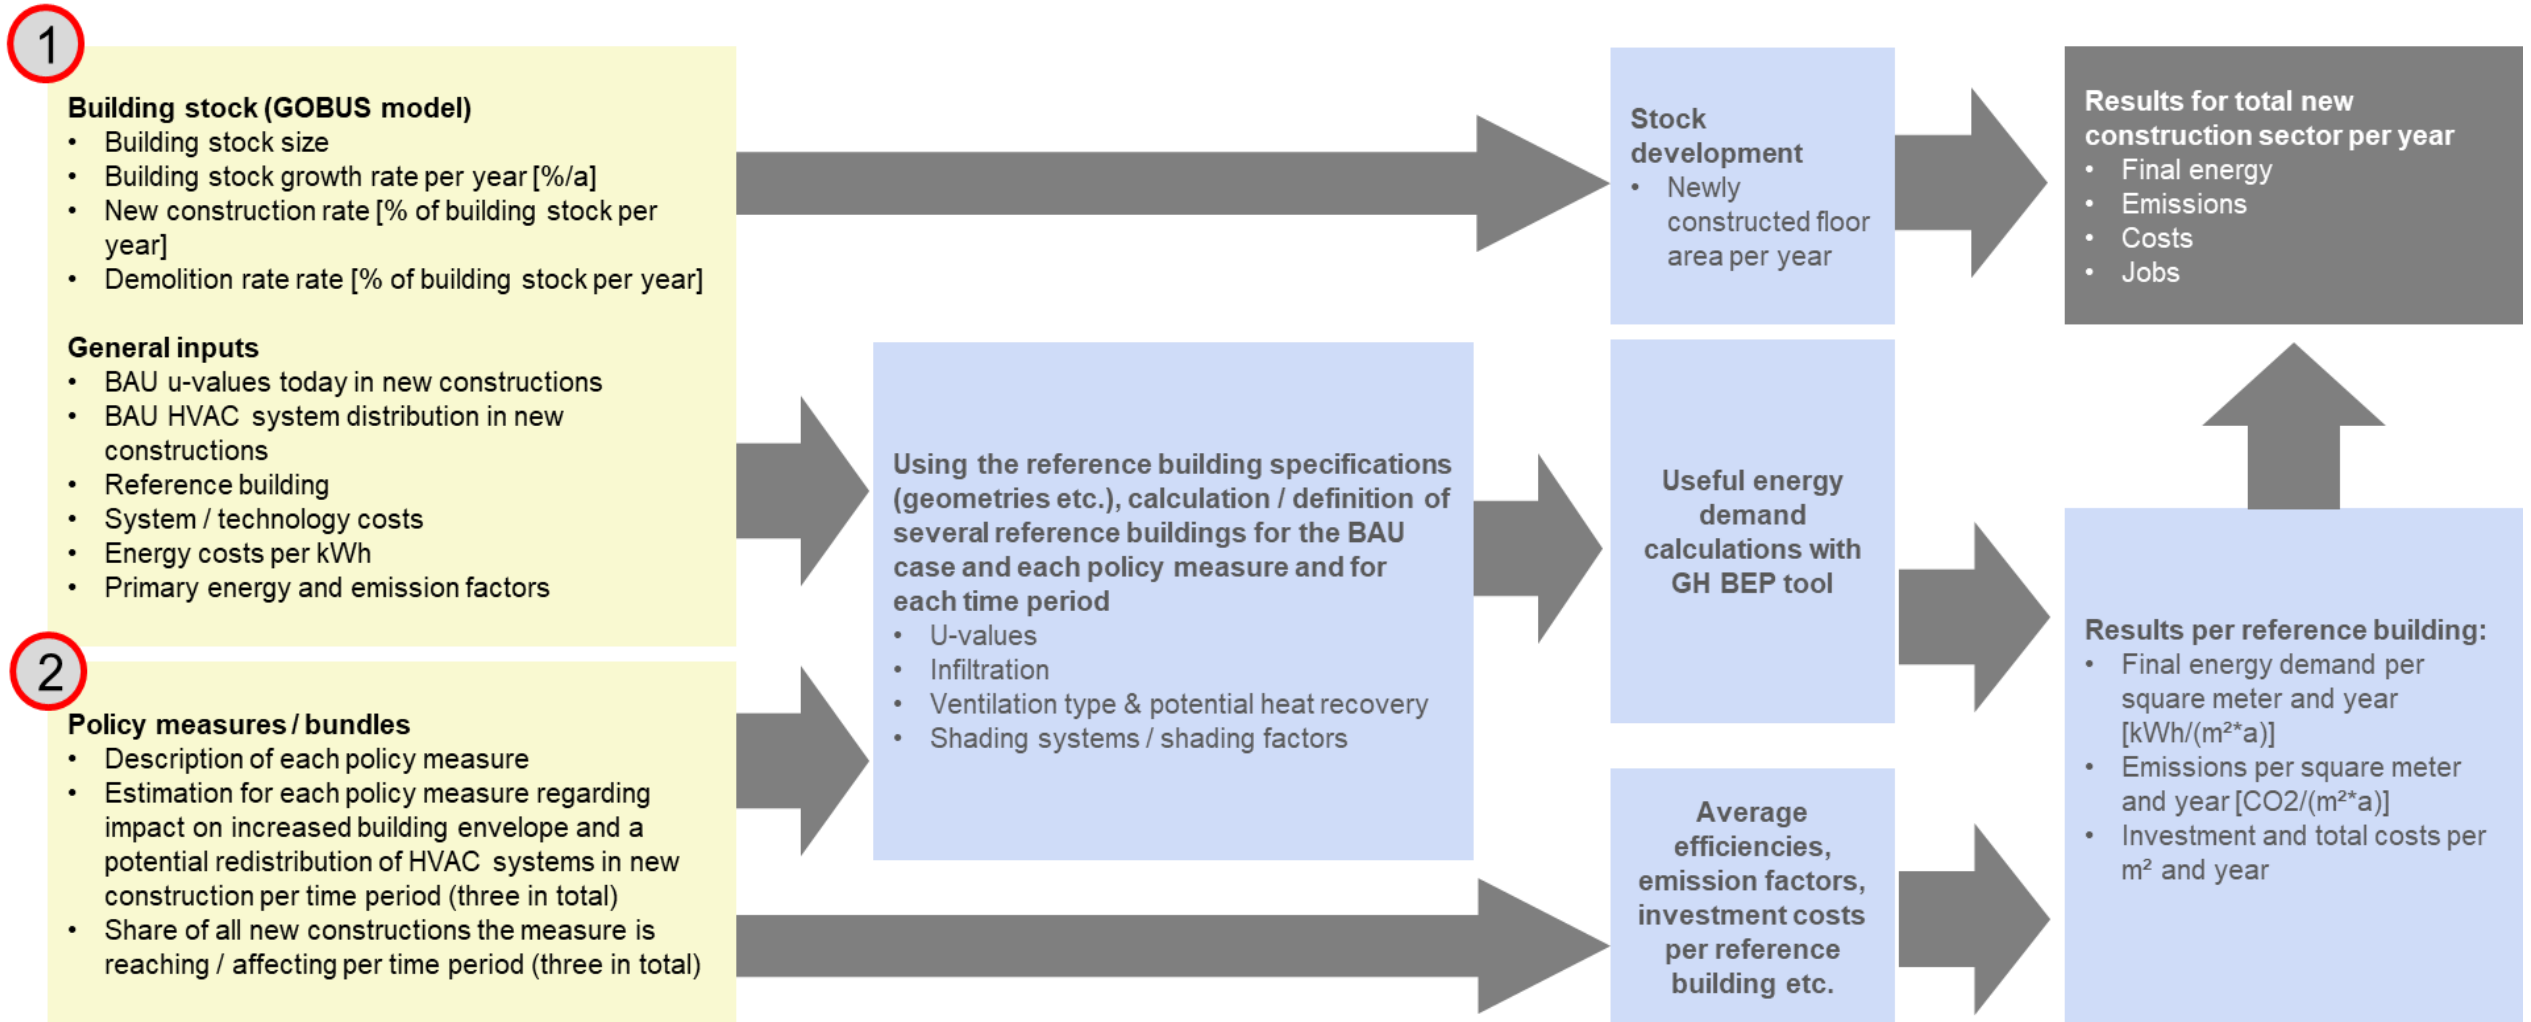 1
Building stock (GOBUS model)
• Building stock size
• Building stock growth rate per year [%/a]
• New construction rate [% of building stock per
year]
• Demolition rate rate [% of building stock per year]
General inputs
• BAU u-values today in new constructions
• BAU HVAC system distribution in new
constructions
• Reference building
• System / technology costs
• Energy costs per kWh
• Primary energy and emission factors
2
Policy measures / bundles
• Description of each policy measure
• Estimation for each policy measure regarding
impact on increased building envelope and a
potential redistribution of HVAC systems in new
construction per time period (three in total)
• Share of all new constructions the measure is
reaching / affecting per time period (three in total)
Using the reference building specifications
(geometries etc.), calculation / definition of
several reference buildings for the BAU
case and each policy measure and for
each time period
• U-values
• Infiltration
• Ventilation type & potential heat recovery
• Shading systems / shading factors
Stock
development
• Newly
constructed floor
area per year
Useful energy
demand
calculations with
GH BEP tool
Average
efficiencies,
emission factors,
investment costs
per reference
building etc.
Results for total new
construction sector per year
• Final energy
• Emissions
• Costs
• Jobs
Results per reference building:
• Final energy demand per
square meter and year
[kWh/(m²*a)]
• Emissions per square meter
and year [CO2/(m²*a)]
• Investment and total costs per
m² and year